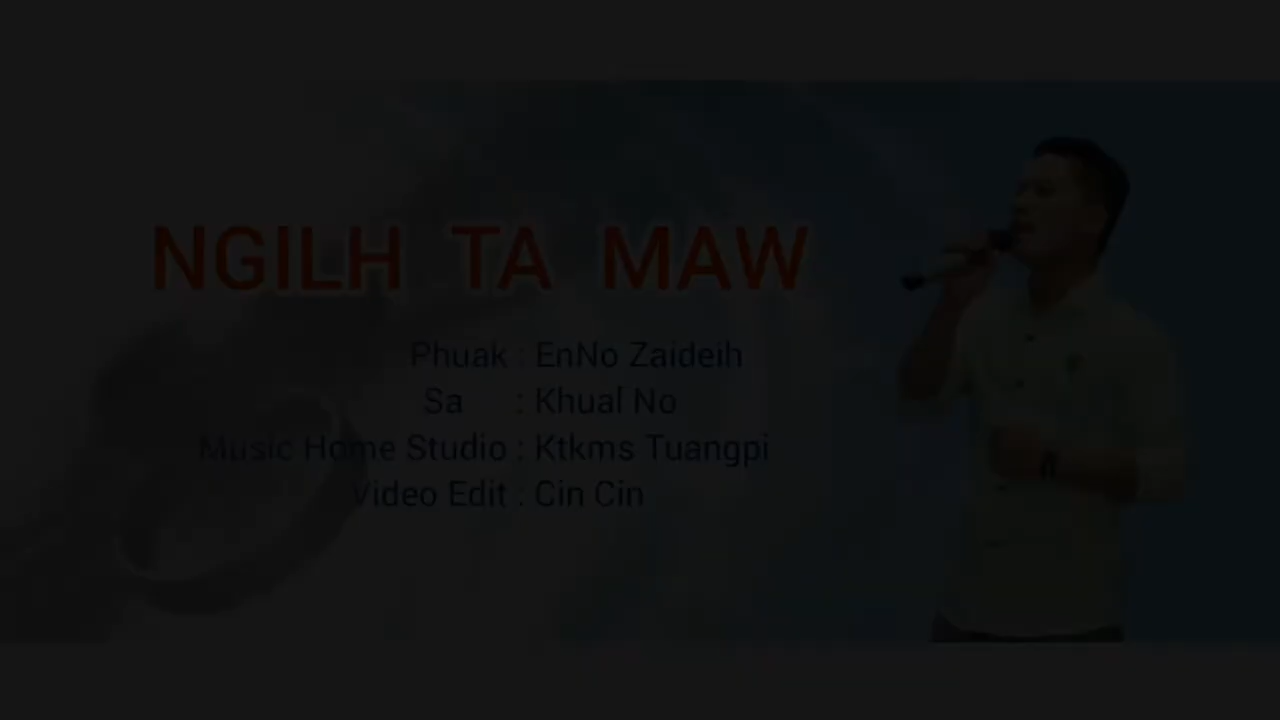 NGILH TA MAW
Phuak : EnNo Zaideih
Sa : Khual No
Music Home Studio : Ktkms Tuangpi
Video Edit : Cin Cin